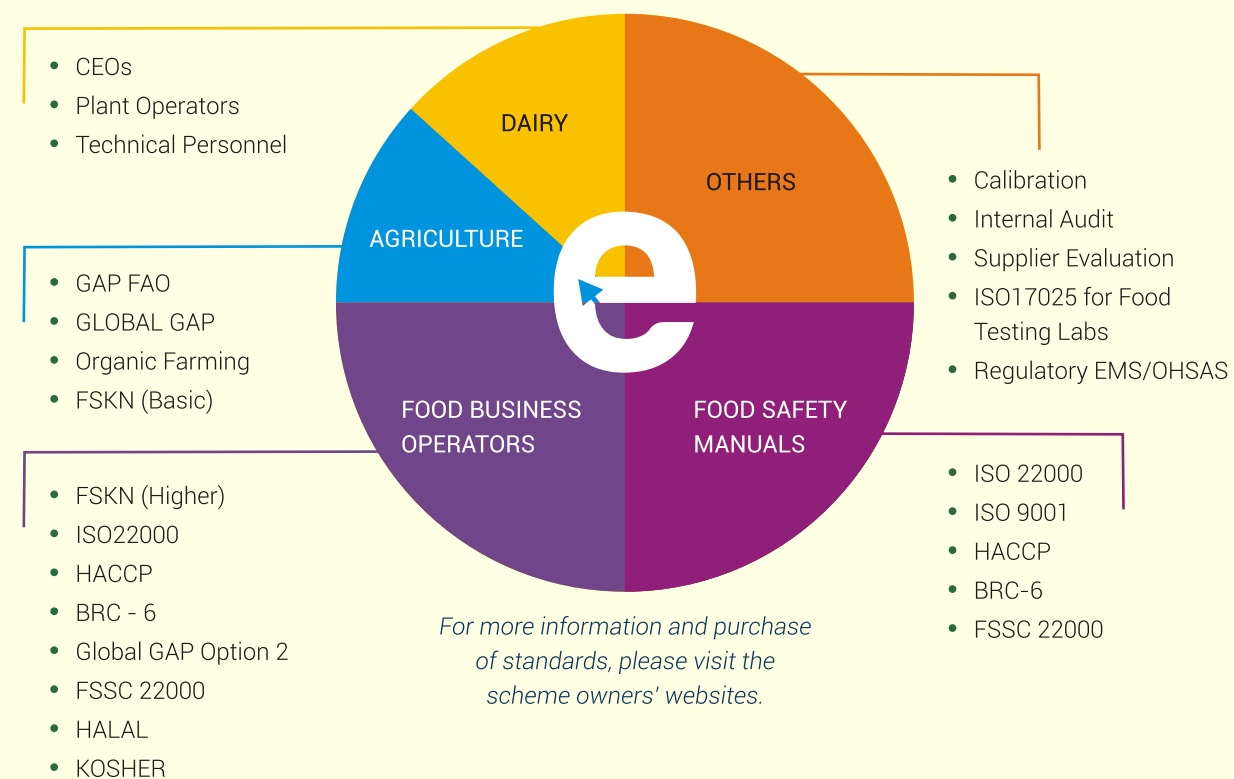 CEOs
Plant Operators
Technical Personnel
DAIRY
OTHERS
AGRICULTURE
GAP FAO
GLOBAL GAP
Organic Farming
FSKN (Basic)
Calibration
Internal Audit
Supplier Evaluation
ISO17025 for Food
Testing Labs
Regulatory EMS/OHSAS
e
FOOD BUSINESS
OPERATORS
FOOD SAFETY
MANUALS
FSKN (Higher)
ISO22000
HACCP
BRC - 6
Global GAP Option 2
FSSC 22000
HALAL
KOSHER
ISO 22000
ISO 9001
HACCP
BRC-6
FSSC 22000
For more information and purchase
of standards, please visit the
scheme owners' websites.